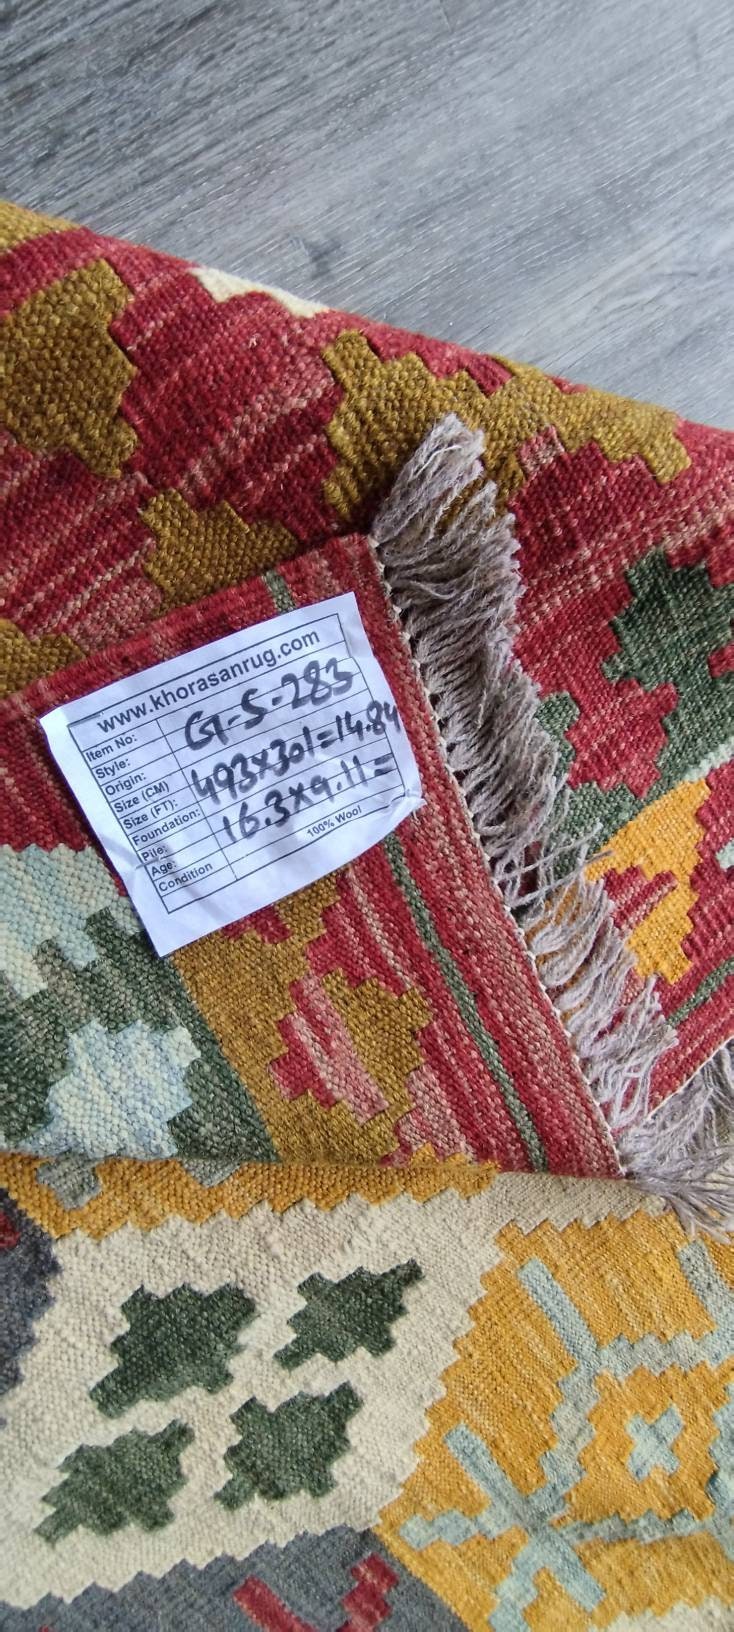 www.khorasanrug.com
Item No: G-S-283
Style:
Origin:
Size (CM) 493x301=14.84
Size (FT): 16.3x9.11=
Foundation:
Pile: 100% Wool
Age:
Condition